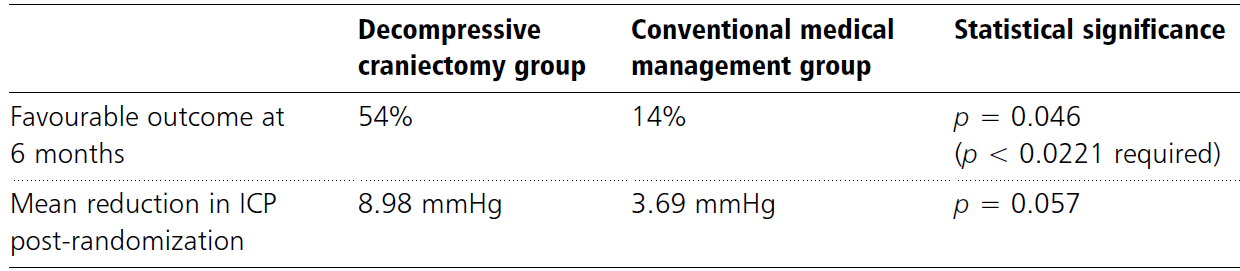 Decompressive craniectomy group
Conventional medical management group
Statistical significance
Favourable outcome at 6 months
54%
14%
p = 0.046
(p < 0.0221 required)
Mean reduction in ICP post-randomization
8.98 mmHg
3.69 mmHg
p = 0.057